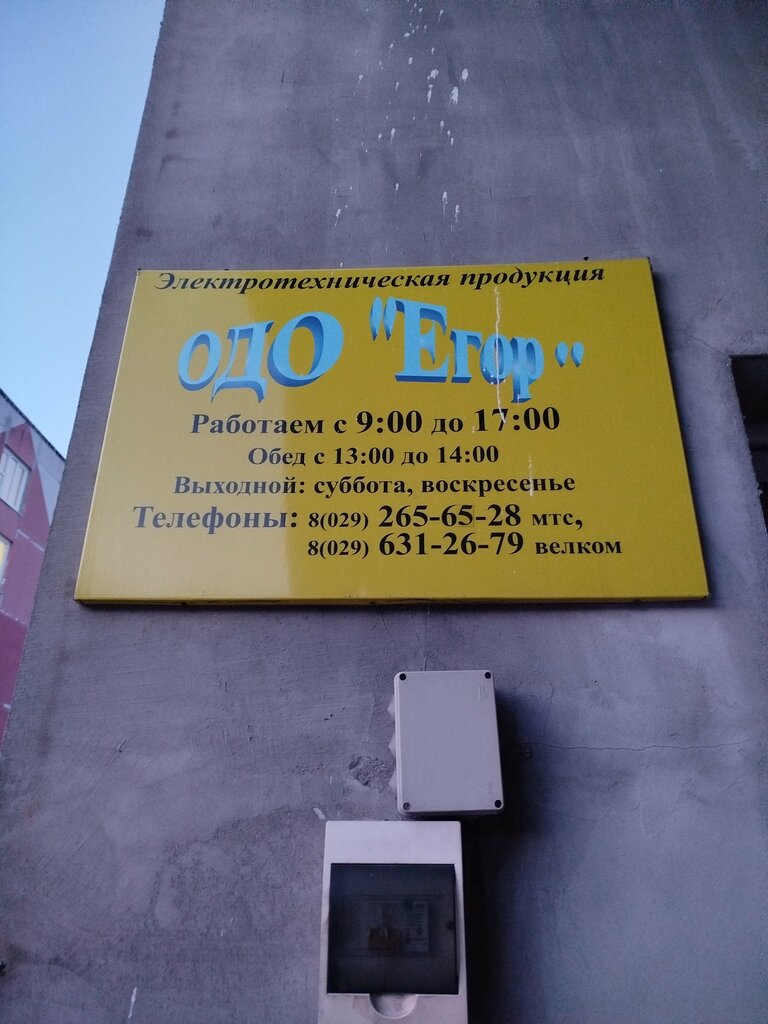 Электротехническая продукция
ОДО "Егор"
Работаем с 9:00 до 17:00
Обед с 13:00 до 14:00
Выходной: суббота, воскресенье
Телефоны: 8(029) 265-65-28 мтс,
8(029) 631-26-79 велком